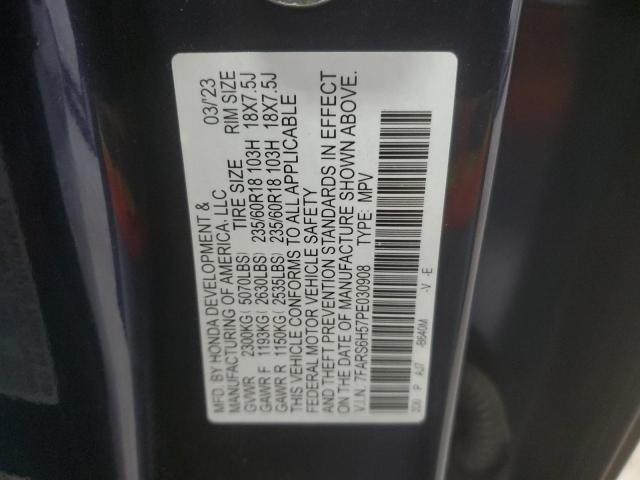 MFD. BY HONDA DEVELOPMENT & 03/'23
MANUFACTURING OF AMERICA, LLC
TIRE SIZE RIM SIZE
GVWR 2300KG( 5070LBS)
GAWR F 1193KG( 2630LBS) 235/60R18 103H 18X7.5J
GAWR R 1150KG( 2535LBS) 235/60R18 103H 18X7.5J
THIS VEHICLE CONFORMS TO ALL APPLICABLE
FEDERAL MOTOR VEHICLE SAFETY
AND THEFT PREVENTION STANDARDS IN EFFECT
ON THE DATE OF MANUFACTURE SHOWN ABOVE.
V.I.N. 7FARS6H57PE030908 TYPE: MPV
P AJ7 -B640M -V -E